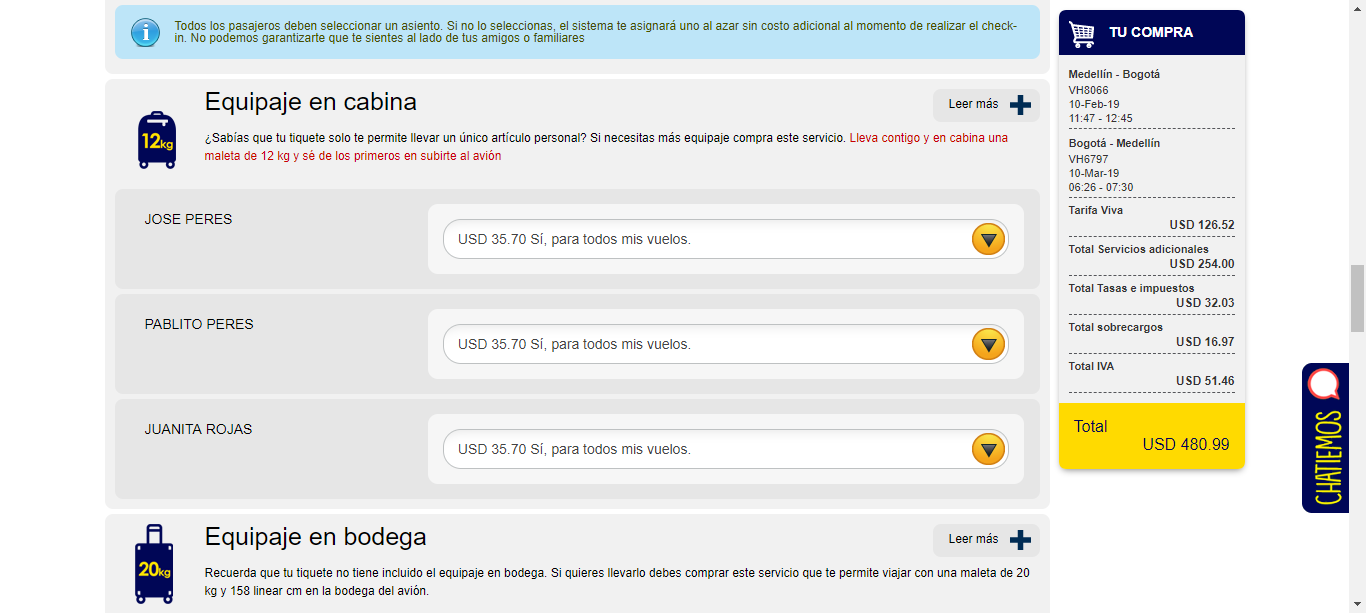 Todos los pasajeros deben seleccionar un asiento. Si no lo seleccionas, el sistema te asignará uno al azar sin costo adicional al momento de realizar el check-
in. No podemos garantizarte que te sientes al lado de tus amigos o familiares
Equipaje en cabina
Leer más
12kg
¿Sabías que tu tiquete solo te permite llevar un único artículo personal? Si necesitas más equipaje compra este servicio. Lleva contigo y en cabina una
maleta de 12 kg y sé de los primeros en subirte al avión
JOSE PERES
USD 35.70 Sí, para todos mis vuelos.
PABLITO PERES
USD 35.70 Sí, para todos mis vuelos.
JUANITA ROJAS
USD 35.70 Sí, para todos mis vuelos.
Equipaje en bodega
Leer más
20kg
Recuerda que tu tiquete no tiene incluido el equipaje en bodega. Si quieres llevarlo debes comprar este servicio que te permite viajar con una maleta de 20
kg y 158 linear cm en la bodega del avión.
TU COMPRA
Medellín - Bogotá
VH8066
10-Feb-19
11:47 - 12:45
Bogotá - Medellín
VH6797
10-Mar-19
06:26 - 07:30
Tarifa Viva
USD 126.52
Total Servicios adicionales
USD 254.00
Total Tasas e impuestos
USD 32.03
Total sobrecargos
USD 16.97
Total IVA
USD 51.46
Total
USD 480.99
CHATIEMOS